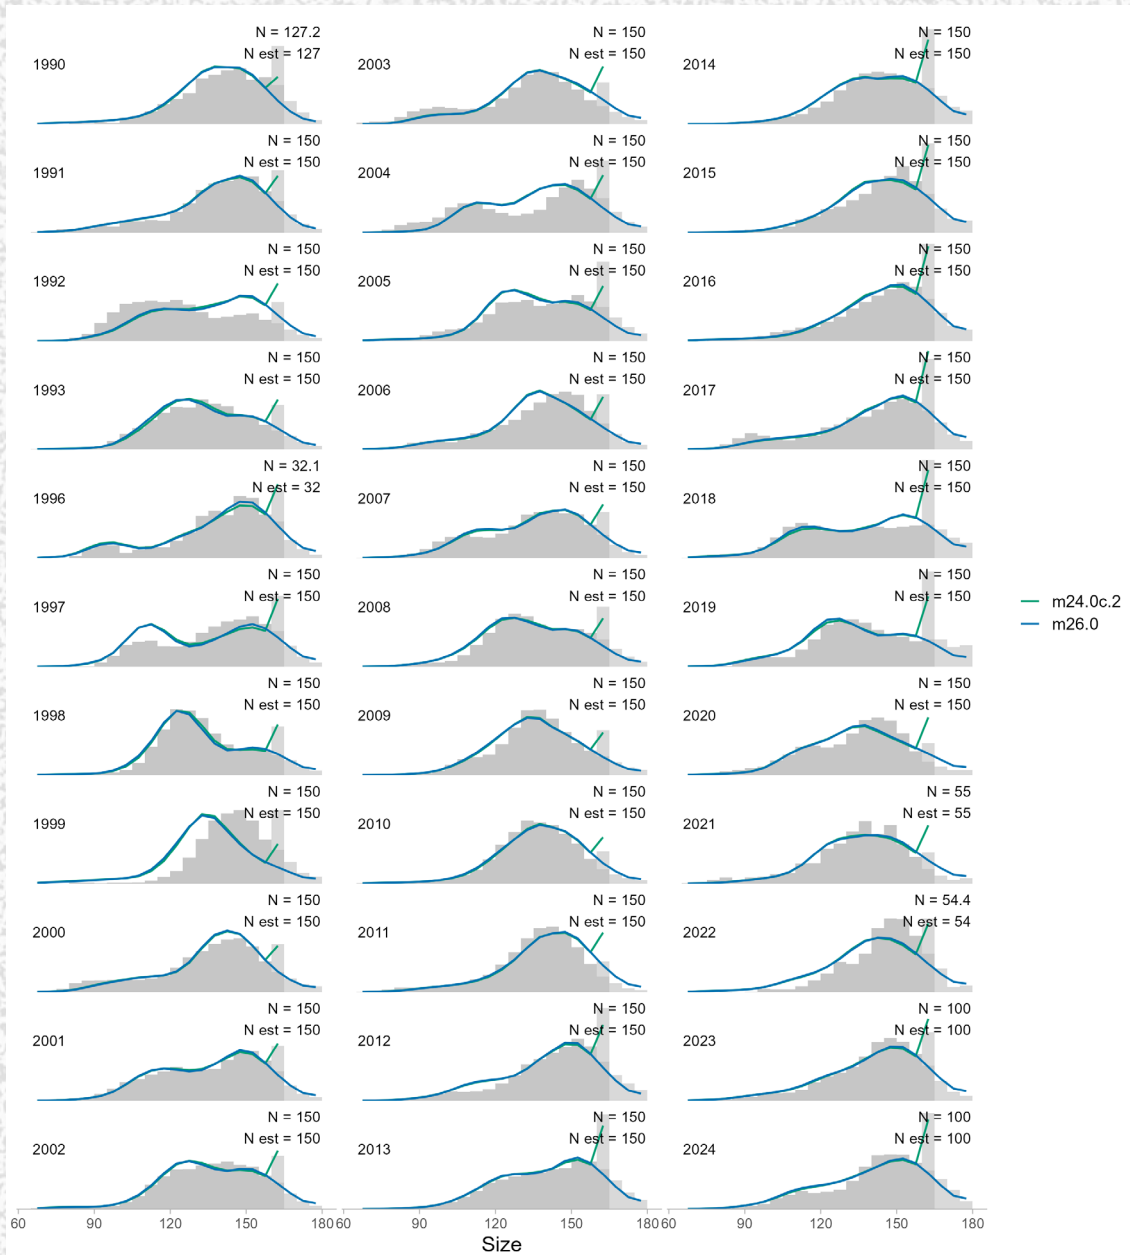 N = 127.2
N est = 127
1990
N = 150
N est = 150
2003
N = 150
N est = 150
2014
N = 150
N est = 150
1991
N = 150
N est = 150
2004
N = 150
N est = 150
2015
N = 150
N est = 150
1992
N = 150
N est = 150
2005
N = 150
N est = 150
2016
N = 150
N est = 150
1993
N = 150
N est = 150
2006
N = 150
N est = 150
2017
N = 32.1
N est = 32
1996
N = 150
N est = 150
2007
N = 150
N est = 150
2018
N = 150
N est = 150
1997
N = 150
N est = 150
2008
N = 150
N est = 150
2019
N = 150
N est = 150
1998
N = 150
N est = 150
2009
N = 150
N est = 150
2020
N = 150
N est = 150
1999
N = 150
N est = 150
2010
N = 55
N est = 55
2021
N = 150
N est = 150
2000
N = 150
N est = 150
2011
N = 54.4
N est = 54
2022
N = 150
N est = 150
2001
N = 150
N est = 150
2012
N = 100
N est = 100
2023
N = 150
N est = 150
2002
N = 150
N est = 150
2013
N = 100
N est = 100
2024
60 90 120 150 180
60 90 120 150 180
60 90 120 150 180
Size
m24.0c.2
m26.0